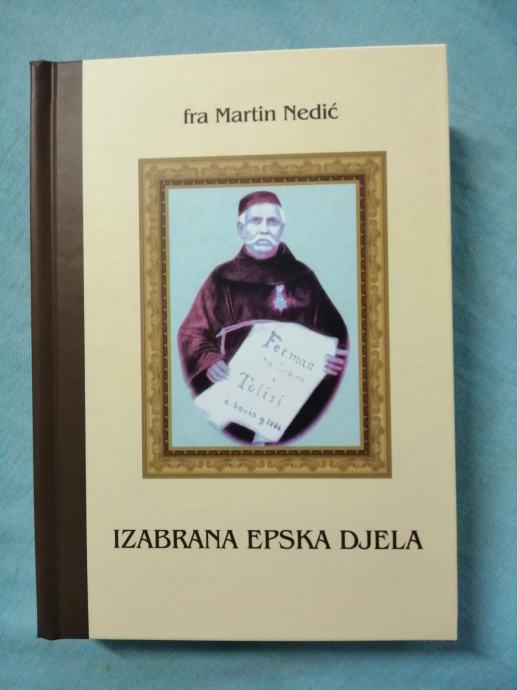 fra Martin Nedić
Ferman
Tolisi
IZABRANA EPSKA DJELA